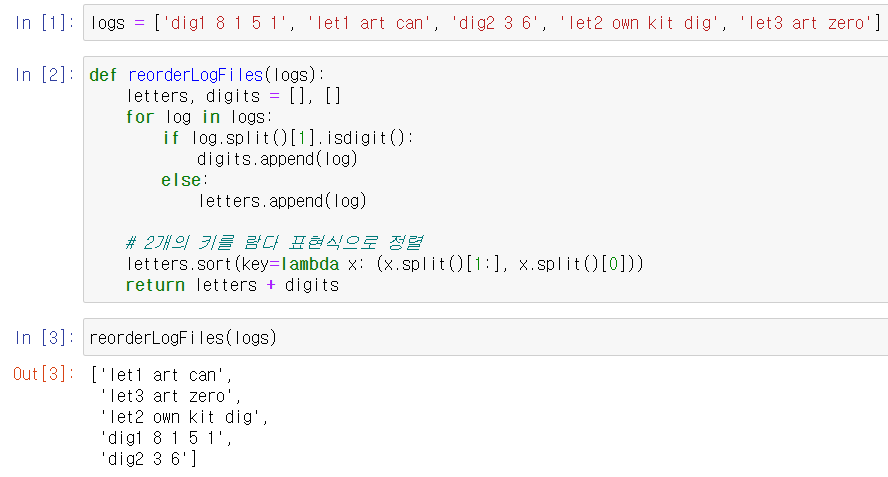 In [1]: logs = ['dig1 8 1 5 1', 'let1 art can', 'dig2 3 6', 'let2 own kit dig', 'let3 art zero']
In [2]: def reorderLogFiles(logs):
    letters, digits = [], []
    for log in logs:
        if log.split()[1].isdigit():
            digits.append(log)
        else:
            letters.append(log)

    # 2개의 키를 람다 표현식으로 정렬
    letters.sort(key=lambda x: (x.split()[1:], x.split()[0]))
    return letters + digits
In [3]: reorderLogFiles(logs)
Out[3]: ['let1 art can',
 'let3 art zero',
 'let2 own kit dig',
 'dig1 8 1 5 1',
 'dig2 3 6']